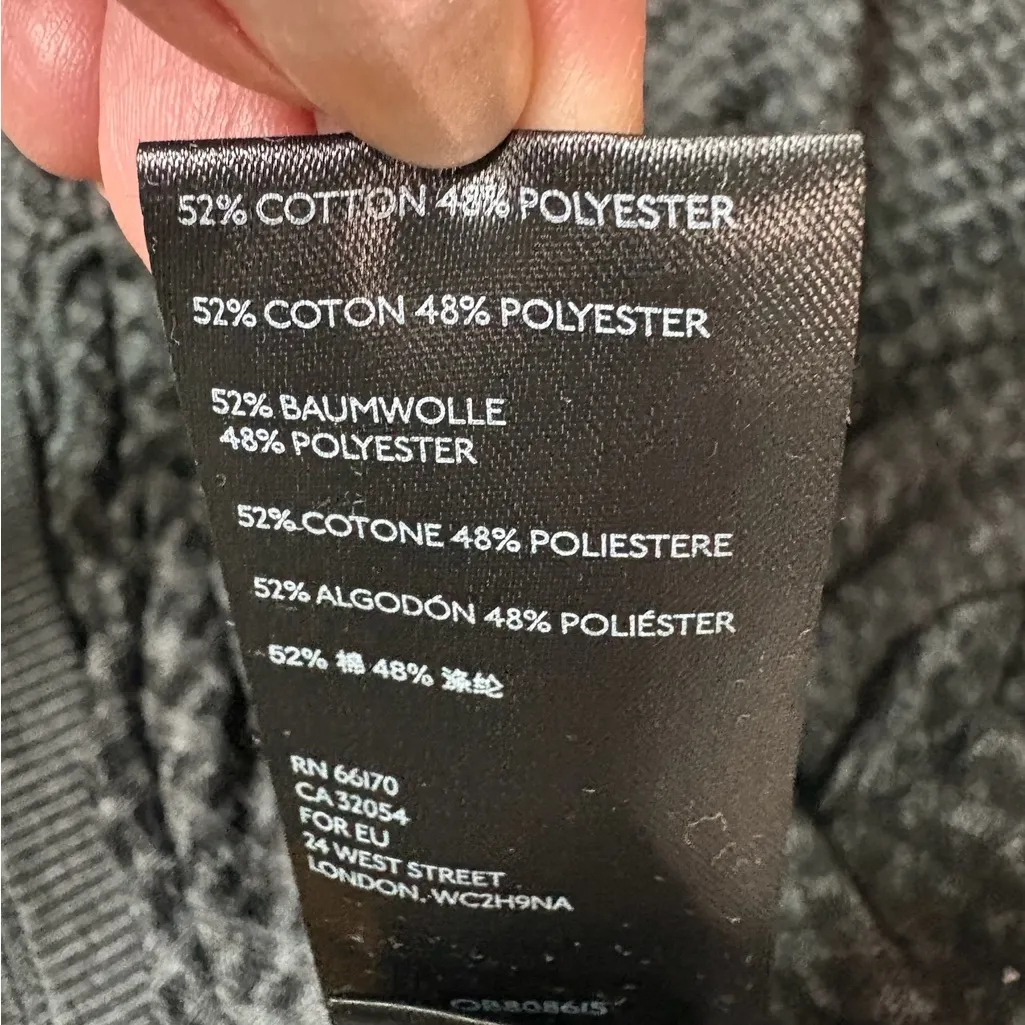 52% COTTON 48% POLYESTER
52% COTON 48% POLYESTER
52% BAUMWOLLE
48% POLYESTER
52% COTONE 48% POLIESTERE
52% ALGODÓN 48% POLIÉSTER
52% 棉 48% 涤纶
RN 66170
CA 32054
FOR EU
24 WEST STREET
LONDON, WC2H9NA